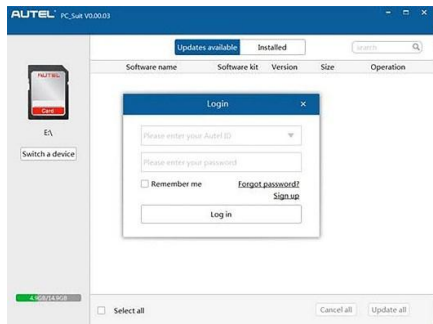 AUTEL PC_Suit V0.00.03
Updates available Installed
search
Software name Software kit Version Size Operation
AUTEL
Card
E:\
Switch a device
Login ×
Please enter your Autel ID
Please enter your password
Remember me Forgot password?
Sign up
Log in
4.9GB/14.9GB
Select all Cancel all Update all